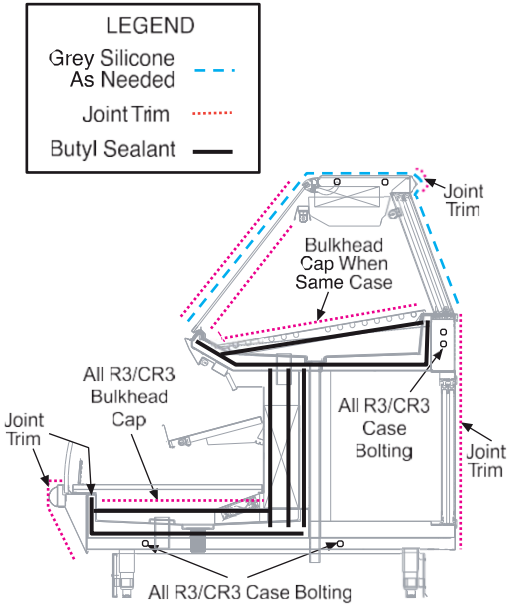 LEGEND
Grey Silicone
As Needed
Joint Trim
Butyl Sealant
Joint
Trim
Bulkhead
Cap When
Same Case
All R3/CR3
Bulkhead
Cap
All R3/CR3
Case
Bolting
Joint
Trim
Joint
Trim
All R3/CR3 Case Bolting